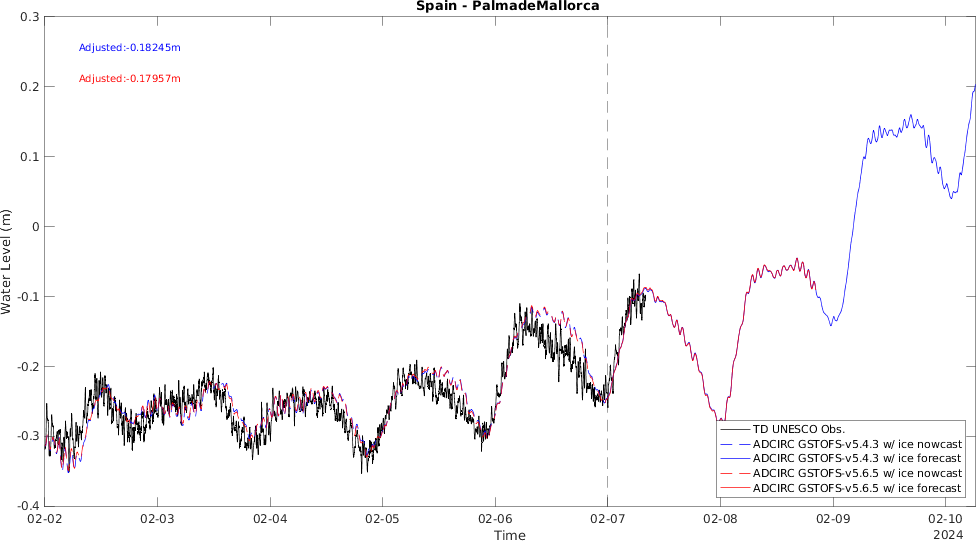 Spain - PalmadeMallorca
0.3
Adjusted:-0.18245m
Adjusted:-0.17957m
0.2
0.1
0
-0.1
-0.2
-0.3
-0.4
Water Level (m)
TD UNESCO Obs.
ADCIRC GSTOFS-v5.4.3 w/ ice nowcast
ADCIRC GSTOFS-v5.4.3 w/ ice forecast
ADCIRC GSTOFS-v5.6.5 w/ ice nowcast
ADCIRC GSTOFS-v5.6.5 w/ ice forecast
02-02 02-03 02-04 02-05 02-06 02-07 02-08 02-09 02-10
2024
Time